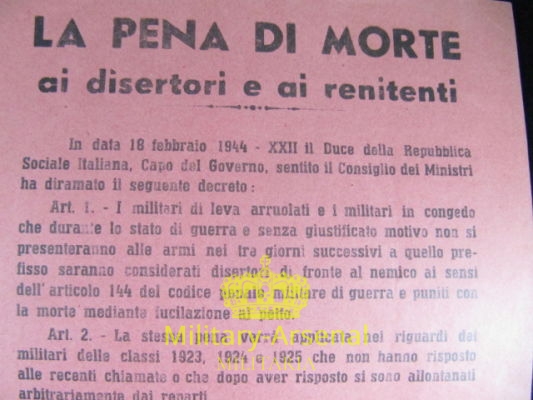 LA PENA DI MORTE
ai disertori e ai renitenti
In data 18 febbraio 1944 - XXII il Duce della Repubblica
Sociale Italiana, Capo del Governo, sentito il Consiglio dei Ministri
ha diramato il seguente decreto :
Art. 1. - I militari di leva arruolati e i militari in congedo
che durante lo stato di guerra e senza giustificato motivo non si
presenteranno alle armi nei tre giorni successivi a quello pre-
fisso saranno considerati disertori di fronte al nemico ai sensi
dell'articolo 144 del codice penale militare di guerra e puniti con
la morte mediante fucilazione al petto.
Art. 2. - La stessa pena verrà applicata nei riguardi dei
militari delle classi 1923, 1924 e 1925 che non hanno risposto
alle recenti chiamate o che dopo aver risposto si sono allontanati
arbitrariamente dai reparti
Military Arsenal
MILITARIA